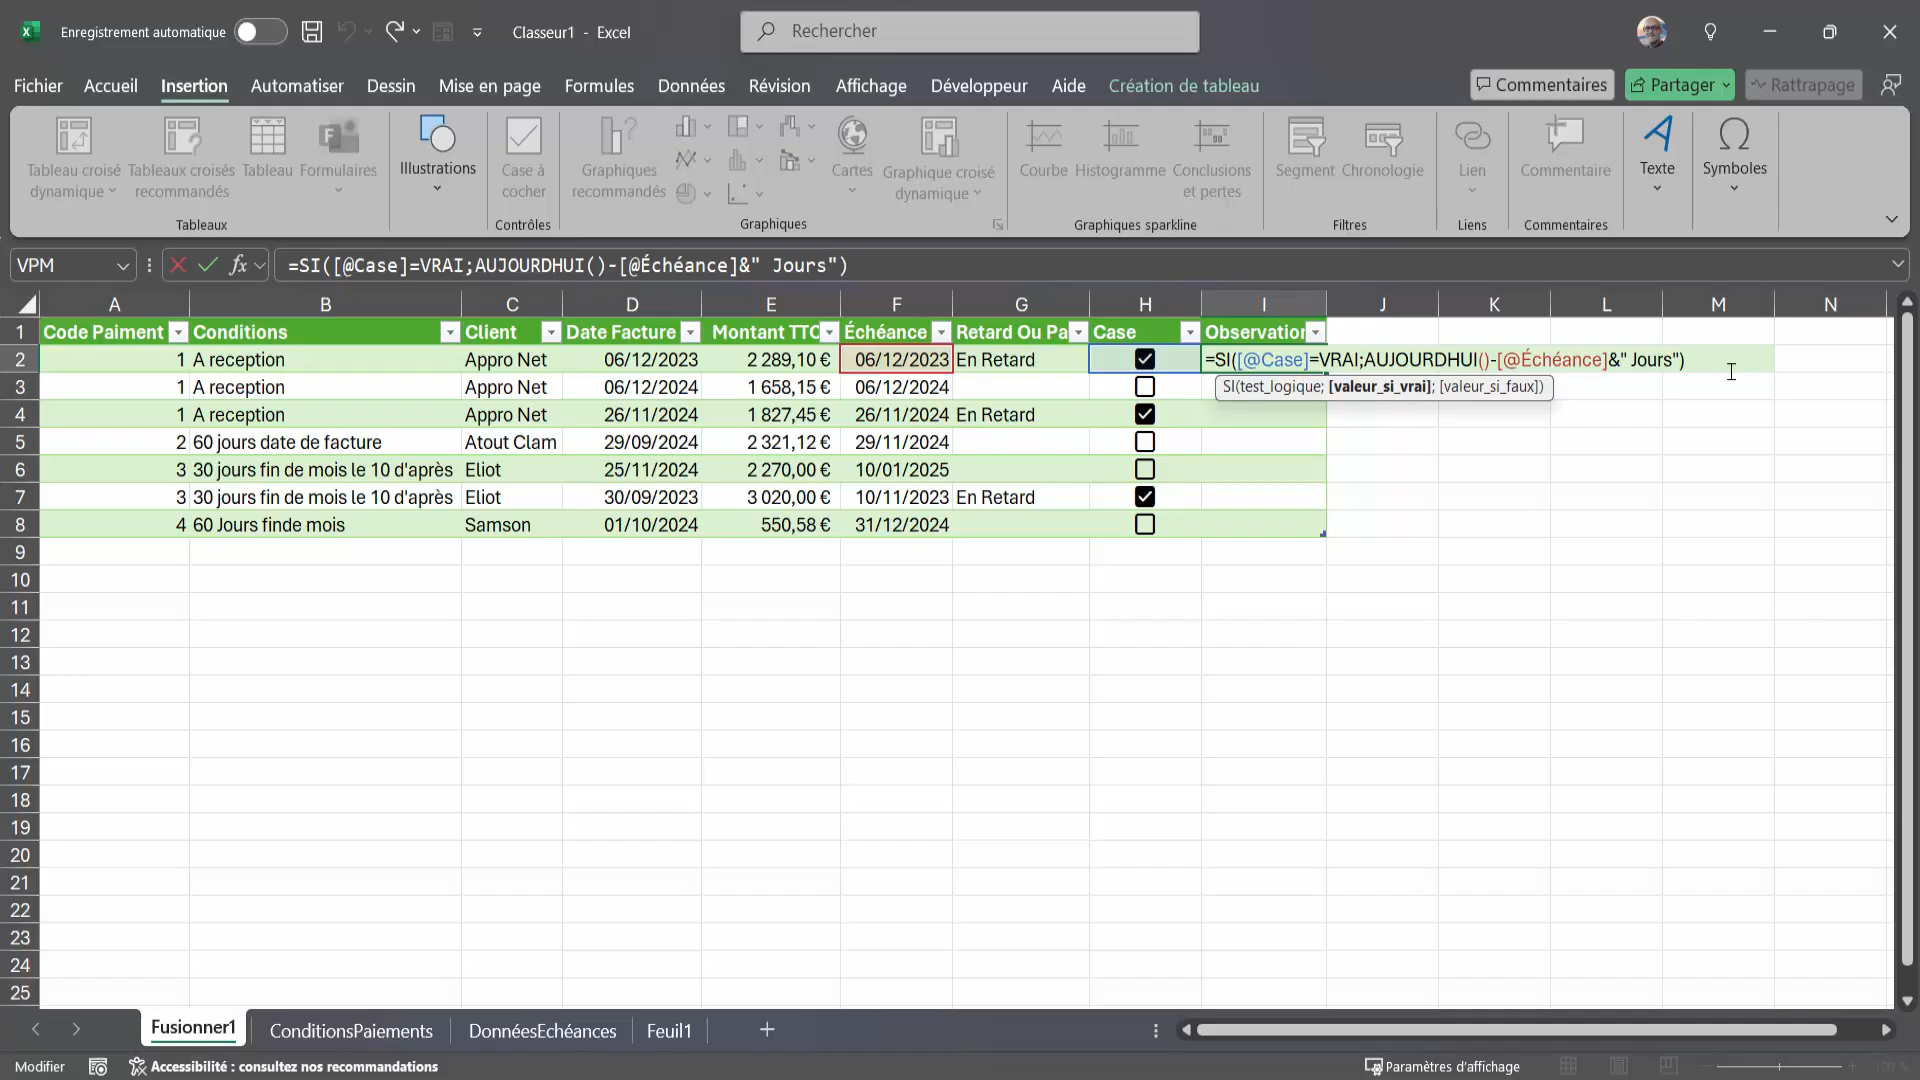 Enregistrement automatique
Classeur1 - Excel
Rechercher
Fichier Accueil Insertion Automatiser Dessin Mise en page Formules Données Révision Affichage Développeur Aide Création de tableau
Commentaires Partager Rattrapage
Tableau croisé dynamique
Tableaux croisés recommandés
Tableau
Formulaires
Tableaux
Illustrations
Case à cocher
Contrôles
Graphiques recommandés
Cartes
Graphique croisé dynamique
Graphiques
Courbe
Histogramme
Conclusions et pertes
Graphiques sparkline
Segment
Chronologie
Filtres
Lien
Liens
Commentaire
Commentaires
Texte
Symboles
VPM fx =SI([@Case]=VRAI;AUJOURDHUI()-[@Échéance]&" Jours")
A B C D E F G H I J K L M N
1 Code Paiment Conditions Client Date Facture Montant TTC Échéance Retard Ou Pa Case Observation
2 1 A reception Appro Net 06/12/2023 2 289,10 € 06/12/2023 En Retard =SI([@Case]=VRAI;AUJOURDHUI()-[@Échéance]&" Jours")
SI(test_logique; [valeur_si_vrai]; [valeur_si_faux])
3 1 A reception Appro Net 06/12/2024 1 658,15 € 06/12/2024
4 1 A reception Appro Net 26/11/2024 1 827,45 € 26/11/2024 En Retard
5 2 60 jours date de facture Atout Clam 29/09/2024 2 321,12 € 29/11/2024
6 3 30 jours fin de mois le 10 d'après Eliot 25/11/2024 2 270,00 € 10/01/2025
7 3 30 jours fin de mois le 10 d'après Eliot 30/09/2023 3 020,00 € 10/11/2023 En Retard
8 4 60 Jours finde mois Samson 01/10/2024 550,58 € 31/12/2024
9
10
11
12
13
14
15
16
17
18
19
20
21
22
23
24
25
Fusionner1 ConditionsPaiements DonnéesEchéances Feuil1
Modifier Accessibilité : consultez nos recommandations Paramètres d'affichage